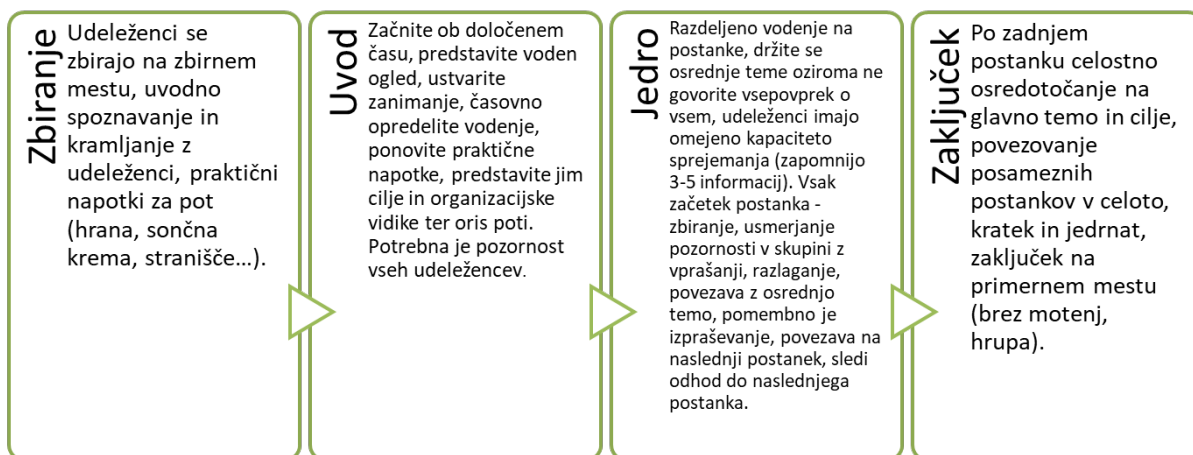 Zbiranje
Udeleženci se
zbirajo na zbirnem
mestu, uvodno
spoznavanje in
kramljanje z
udeleženci, praktični
napotki za pot
(hrana, sončna
krema, stranišče...).
Uvod
Začnite ob določenem
času, predstavite voden
ogled, ustvarite
zanimanje, časovno
opredelite vodenje,
ponovite praktične
napotke, predstavite jim
cilje in organizacijske
vidike ter oris poti.
Potrebna je pozornost
vseh udeležencev.
Jedro
Razdeljeno vodenje na
postanke, držite se
osrednje teme oziroma ne
govorite vsepovprek o
vsem, udeleženci imajo
omejeno kapaciteto
sprejemanja (zapomnijo
3-5 informacij). Vsak
začetek postanka -
zbiranje, usmerjanje
pozornosti v skupini z
vprašanji, razlaganje,
povezava z osrednjo
temo, pomembno je
izpraševanje, povezava na
naslednji postanek, sledi
odhod do naslednjega
postanka.
Zaključek
Po zadnjem
postanku celostno
osredotočanje na
glavno temo in cilje,
povezovanje
posameznih
postankov v celoto,
kratek in jedrnat,
zaključek na
primernem mestu
(brez motenj,
hrupa).